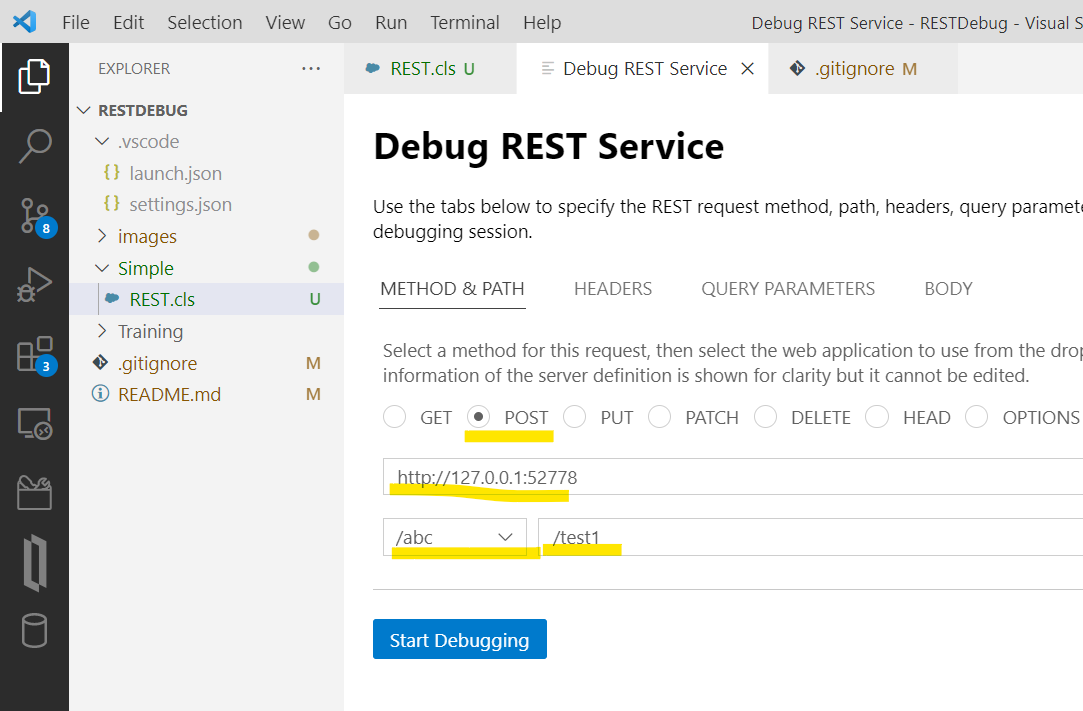 File Edit Selection View Go Run Terminal Help Debug REST Service - RESTDebug - Visual S
EXPLORER ...
REST.cls U
Debug REST Service
.gitignore M
RESTDEBUG
.vscode
{} launch.json
{} settings.json
images
Simple
REST.cls U
Training
.gitignore M
README.md M
8
3
Debug REST Service
Use the tabs below to specify the REST request method, path, headers, query paramete
debugging session.
METHOD & PATH HEADERS QUERY PARAMETERS BODY
Select a method for this request, then select the web application to use from the drop
information of the server definition is shown for clarity but it cannot be edited.
GET POST PUT PATCH DELETE HEAD OPTIONS
http://127.0.0.1:52778
/abc /test1
Start Debugging